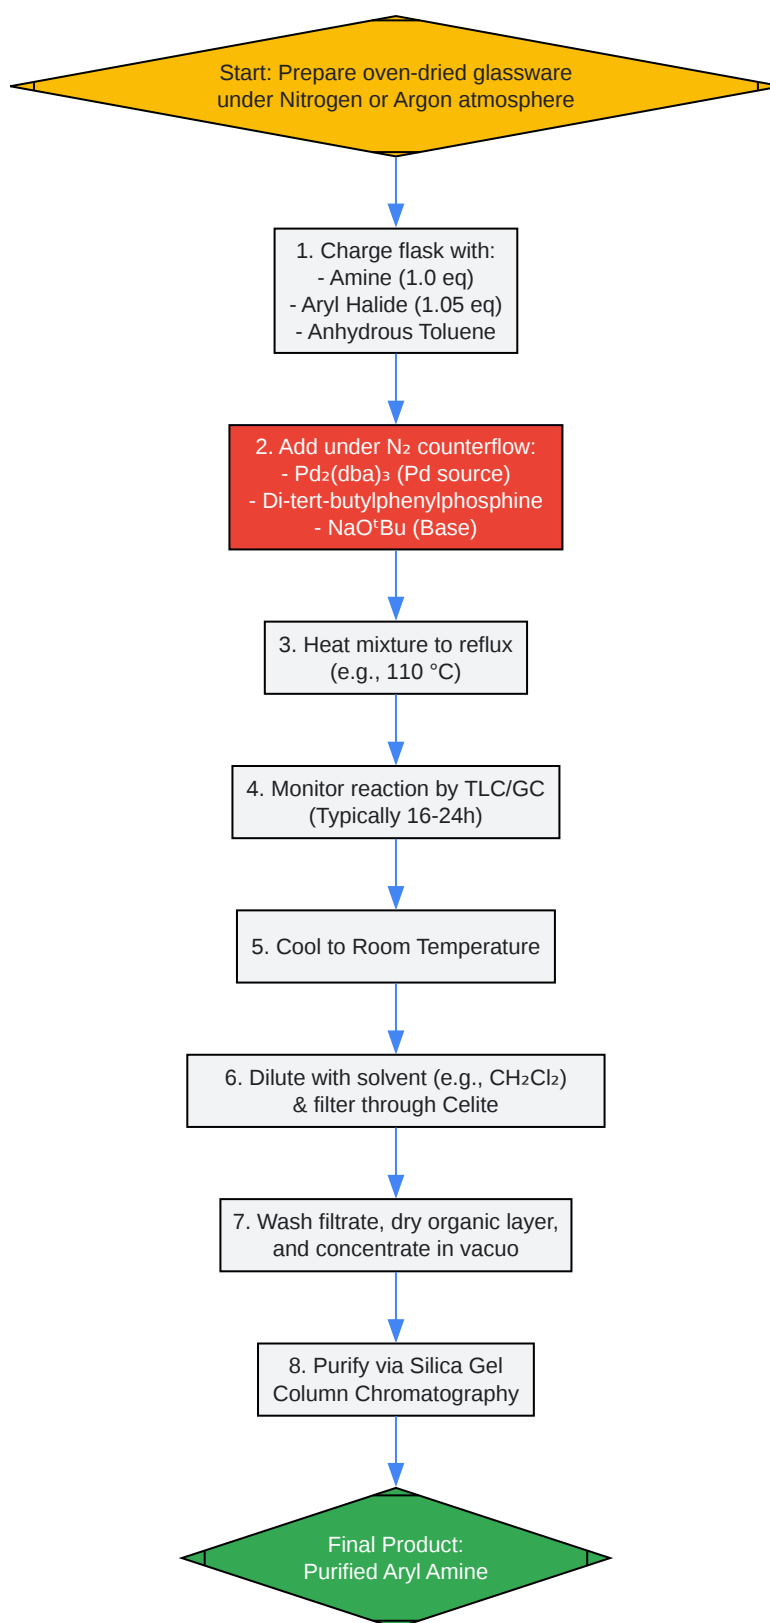 Start: Prepare oven-dried glassware
under Nitrogen or Argon atmosphere
1. Charge flask with:
- Amine (1.0 eq)
- Aryl Halide (1.05 eq)
- Anhydrous Toluene
2. Add under N₂ counterflow:
- Pd₂(dba)₃ (Pd source)
- Di-tert-butylphenylphosphine
- NaOᵗBu (Base)
3. Heat mixture to reflux
(e.g., 110 °C)
4. Monitor reaction by TLC/GC
(Typically 16-24h)
5. Cool to Room Temperature
6. Dilute with solvent (e.g., CH₂Cl₂)
& filter through Celite
7. Wash filtrate, dry organic layer,
and concentrate in vacuo
8. Purify via Silica Gel
Column Chromatography
Final Product:
Purified Aryl Amine